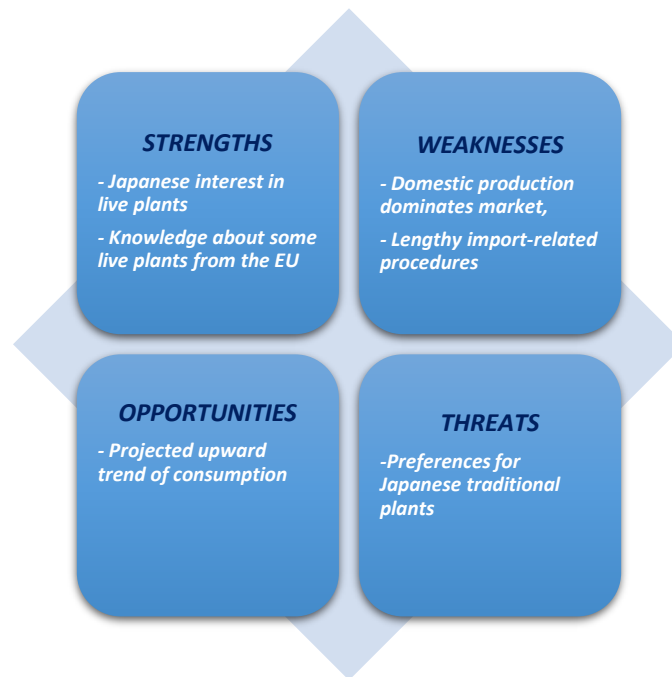 STRENGTHS
- Japanese interest in
live plants
- Knowledge about some
live plants from the EU
WEAKNESSES
- Domestic production
dominates market,
- Lengthy import-related
procedures
OPPORTUNITIES
- Projected upward
trend of consumption
THREATS
-Preferences for
Japanese traditional
plants